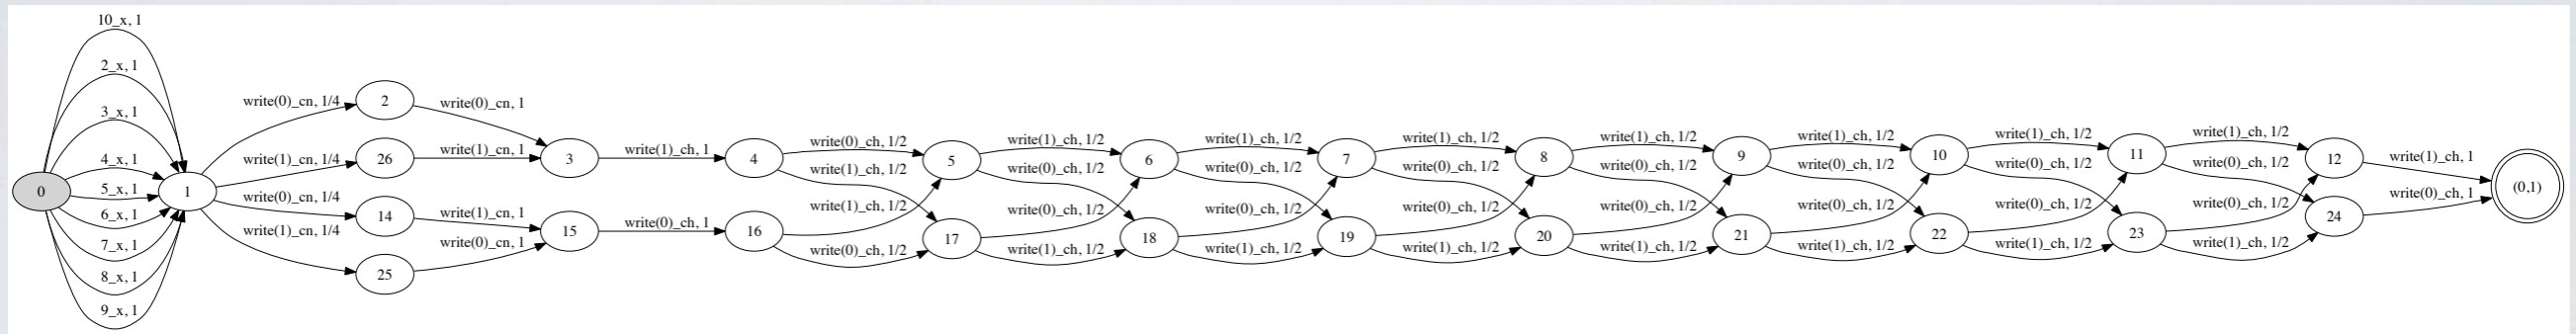 10_x, 1
2_x, 1
3_x, 1
4_x, 1
5_x, 1
6_x, 1
7_x, 1
8_x, 1
9_x, 1
0
1
write(0)_cn, 1/4
write(1)_cn, 1/4
write(0)_cn, 1/4
write(1)_cn, 1/4
2
26
14
25
write(0)_cn, 1
write(1)_cn, 1
write(1)_cn, 1
write(0)_cn, 1
3
15
write(1)_ch, 1
write(0)_ch, 1
4
16
write(0)_ch, 1/2
write(1)_ch, 1/2
write(1)_ch, 1/2
write(0)_ch, 1/2
5
17
write(1)_ch, 1/2
write(0)_ch, 1/2
write(0)_ch, 1/2
write(1)_ch, 1/2
6
18
write(1)_ch, 1/2
write(0)_ch, 1/2
write(0)_ch, 1/2
write(1)_ch, 1/2
7
19
write(1)_ch, 1/2
write(0)_ch, 1/2
write(0)_ch, 1/2
write(1)_ch, 1/2
8
20
write(1)_ch, 1/2
write(0)_ch, 1/2
write(0)_ch, 1/2
write(1)_ch, 1/2
9
21
write(1)_ch, 1/2
write(0)_ch, 1/2
write(0)_ch, 1/2
write(1)_ch, 1/2
10
22
write(1)_ch, 1/2
write(0)_ch, 1/2
write(0)_ch, 1/2
write(1)_ch, 1/2
11
23
write(1)_ch, 1/2
write(0)_ch, 1/2
write(0)_ch, 1/2
write(1)_ch, 1/2
12
24
write(1)_ch, 1
write(0)_ch, 1
(0,1)